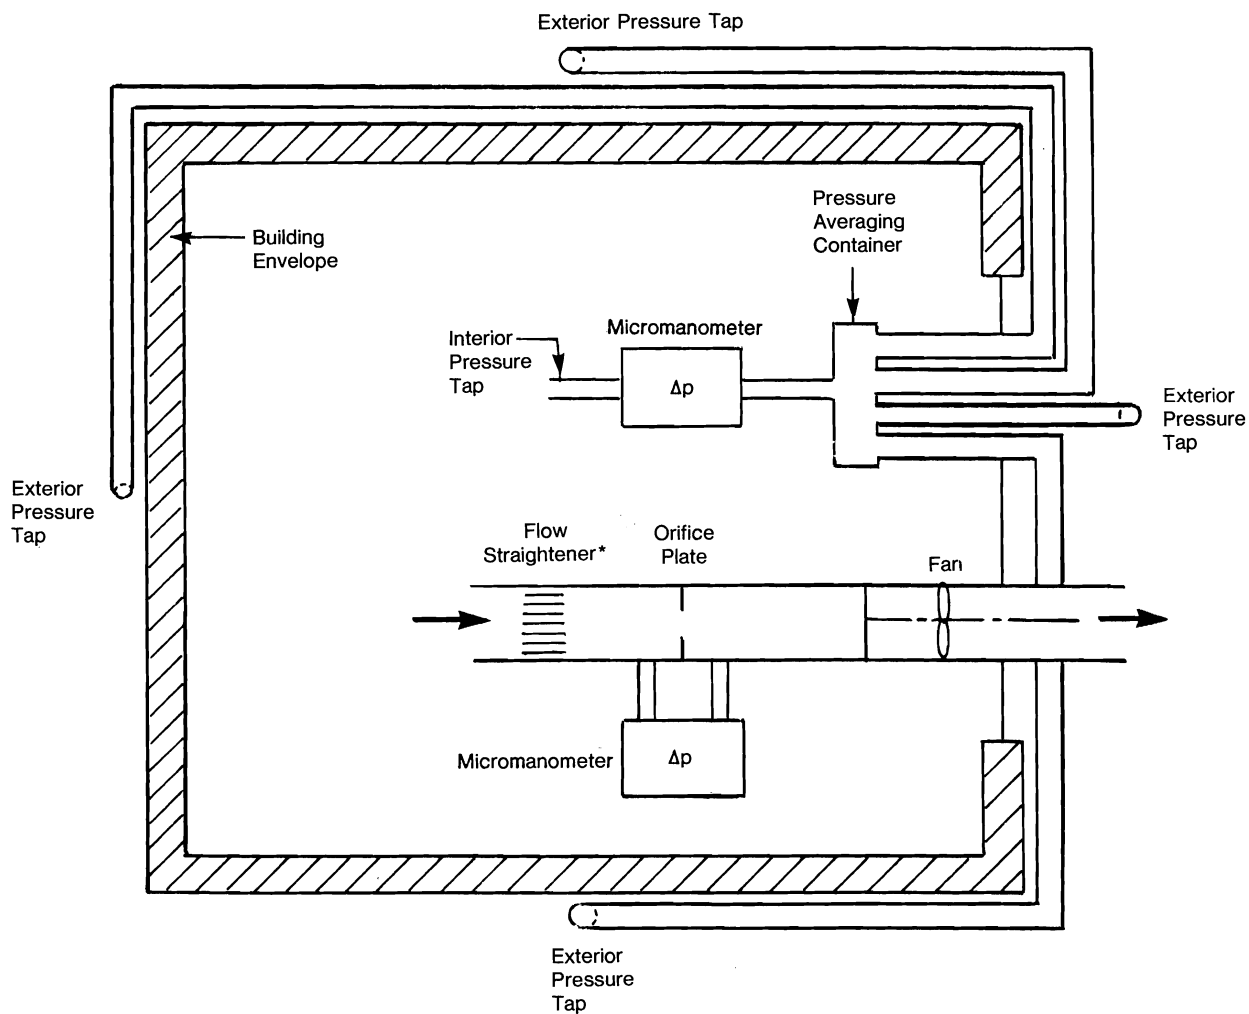 Exterior Pressure Tap
Pressure
Averaging
Container
Building
Envelope
Micromanometer
Interior
Pressure
Tap
Δp
Exterior
Pressure
Tap
Exterior
Pressure
Tap
Flow
Straightener*
Orifice
Plate
Fan
Micromanometer
Δp
Exterior
Pressure
Tap